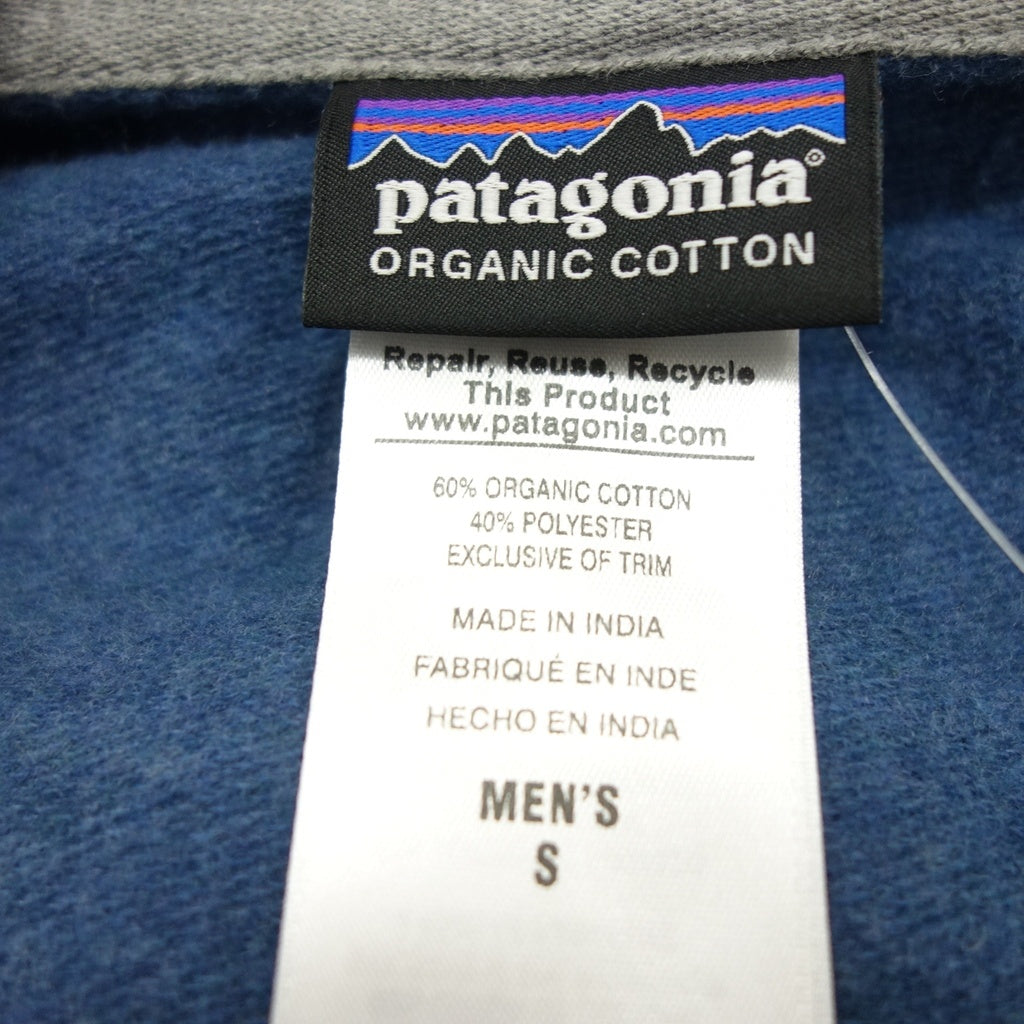 patagonia®
ORGANIC COTTON
Repair, Reuse, Recycle
This Product
www.patagonia.com
60% ORGANIC COTTON
40% POLYESTER
EXCLUSIVE OF TRIM
MADE IN INDIA
FABRIQUÉ EN INDE
HECHO EN INDIA
MEN'S
S